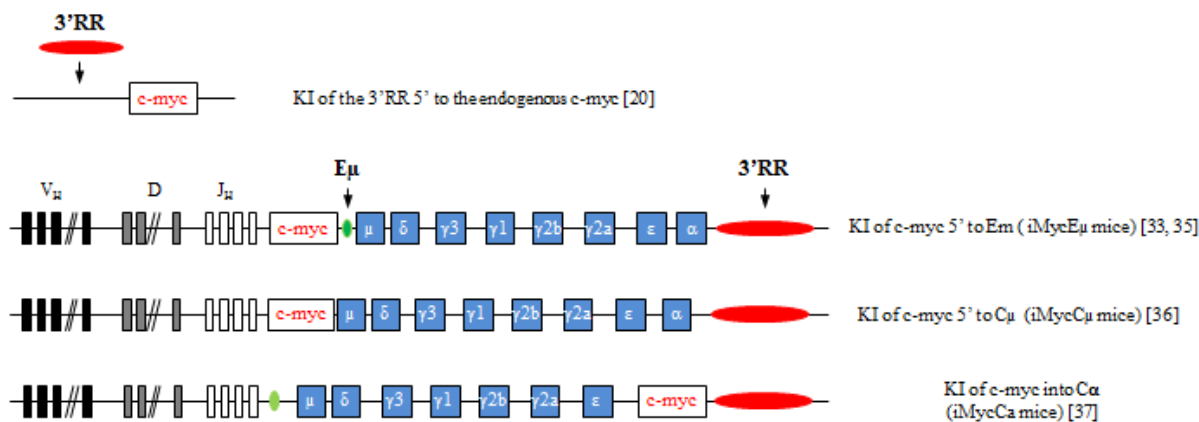 3'RR
c-myc KI of the 3'RR 5' to the endogenous c-myc [20]
Eμ 3'RR
V_H D J_H
c-myc μ δ γ3 γ1 γ2b γ2a ε α KI of c-myc 5' to Em ( iMycEμ mice) [33, 35]
c-myc μ δ γ3 γ1 γ2b γ2a ε α KI of c-myc 5' to Cμ (iMycCμ mice) [36]
KI of c-myc into Cα
μ δ γ3 γ1 γ2b γ2a ε c-myc
(iMycCa mice) [37]